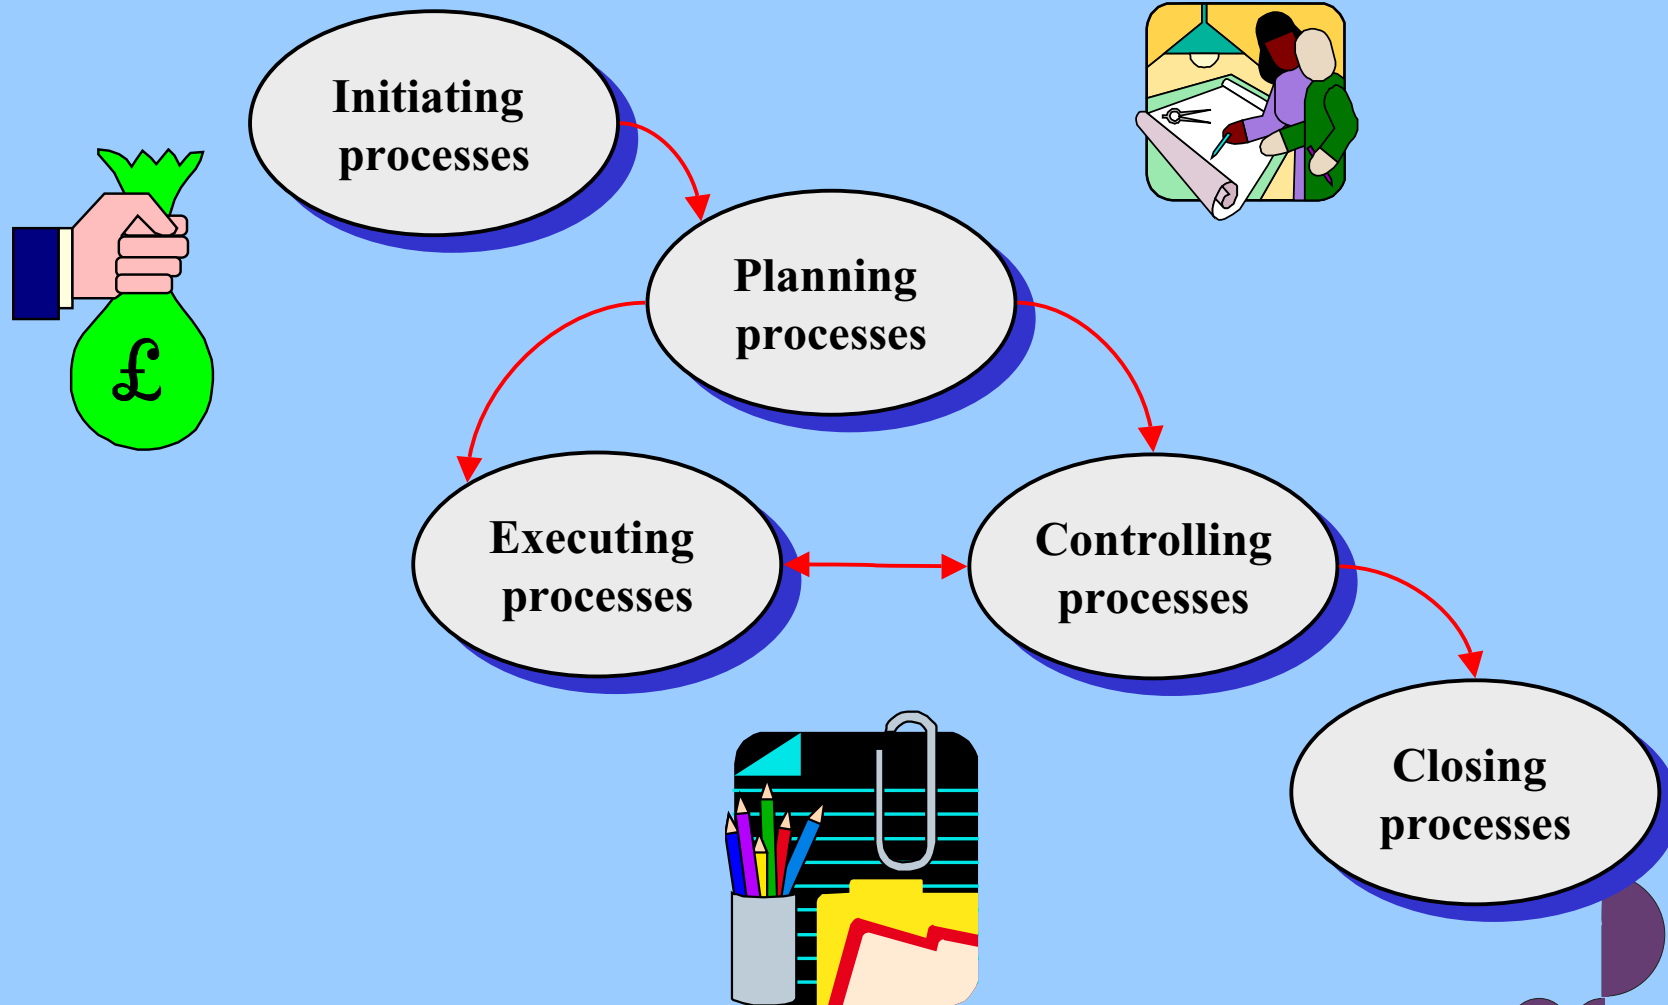 Initiating
processes
Planning
processes
£
Executing
processes
Controlling
processes
Closing
processes